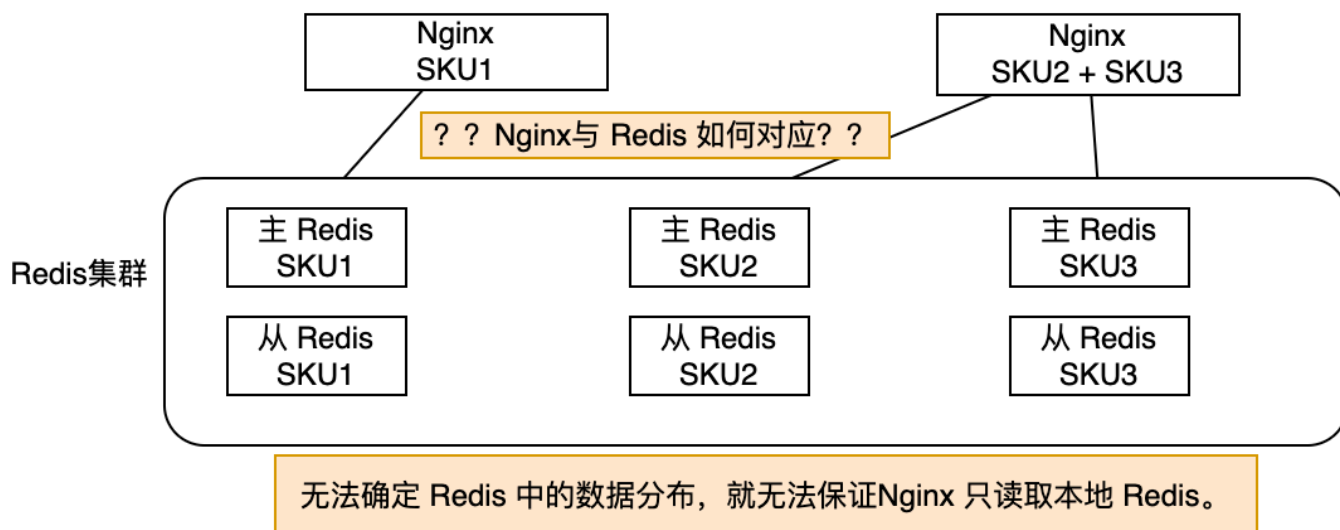 Nginx
SKU1
Nginx
SKU2 + SKU3
？？Nginx与 Redis 如何对应？？
Redis集群
主 Redis
SKU1
主 Redis
SKU2
主 Redis
SKU3
从 Redis
SKU1
从 Redis
SKU2
从 Redis
SKU3
无法确定 Redis 中的数据分布，就无法保证Nginx 只读取本地 Redis。